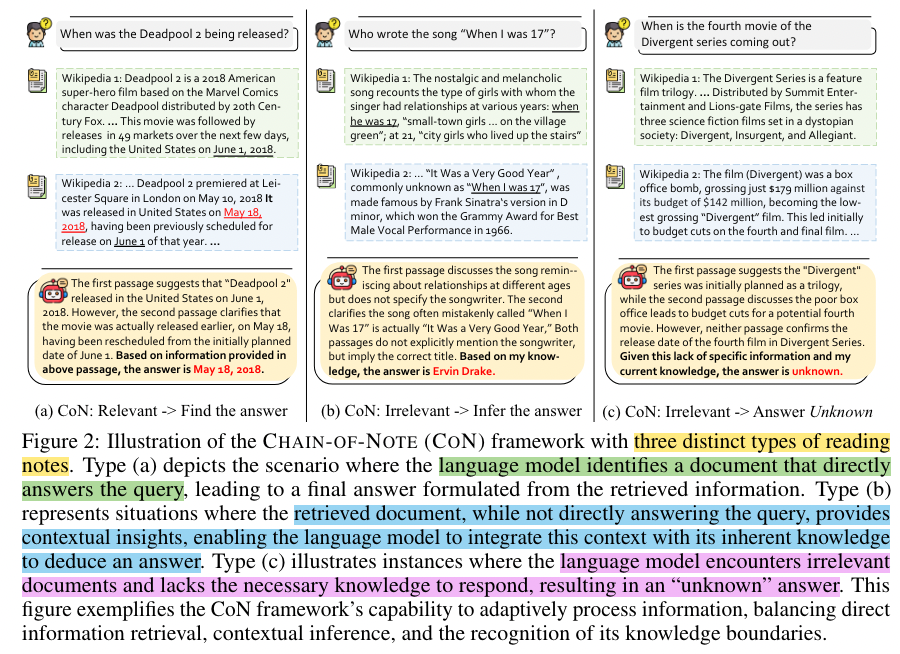 When was the Deadpool 2 being released?
Wikipedia 1: Deadpool 2 is a 2018 American
super-hero film based on the Marvel Comics
character Deadpool distributed by 20th Cen-
tury Fox. ... This movie was followed by
releases in 49 markets over the next few days,
including the United States on June 1, 2018.
Wikipedia 2: ... Deadpool 2 premiered at Lei-
cester Square in London on May 10, 2018 It
was released in United States on May 18,
2018, having been previously scheduled for
release on June 1 of that year. ...
The first passage suggests that "Deadpool 2"
released in the United States on June 1,
2018. However, the second passage clarifies that
the movie was actually released earlier, on May 18,
having been rescheduled from the initially planned
date of June 1. Based on information provided in
above passage, the answer is May 18, 2018.
(a) CoN: Relevant -> Find the answer
Who wrote the song "When I was 17"?
Wikipedia 1: The nostalgic and melancholic
song recounts the type of girls with whom the
singer had relationships at various years: when
he was 17, "small-town girls ... on the village
green"; at 21, "city girls who lived up the stairs"
Wikipedia 2: ... "It Was a Very Good Year" ,
commonly unknown as "When I was 17", was
made famous by Frank Sinatra's version in D
minor, which won the Grammy Award for Best
Male Vocal Performance in 1966.
The first passage discusses the song remin--
iscing about relationships at different ages
but does not specify the songwriter. The second
clarifies the song often mistakenly called "When I
Was 17" is actually "It Was a Very Good Year," Both
passages do not explicitly mention the songwriter,
but imply the correct title. Based on my know-
ledge, the answer is Ervin Drake.
(b) CoN: Irrelevant -> Infer the answer
When is the fourth movie of the
Divergent series coming out?
Wikipedia 1: The Divergent Series is a feature
film trilogy. ... Distributed by Summit Enter-
tainment and Lions-gate Films, the series has
three science fiction films set in a dystopian
society: Divergent, Insurgent, and Allegiant.
Wikipedia 2: The film (Divergent) was a box
office bomb, grossing just $179 million against
its budget of $142 million, becoming the low-
est grossing "Divergent" film. This led initially
to budget cuts on the fourth and final film. ...
The first passage suggests the "Divergent"
series was initially planned as a trilogy,
while the second passage discusses the poor box
office leads to budget cuts for a potential fourth
movie. However, neither passage confirms the
release date of the fourth film in Divergent Series.
Given this lack of specific information and my
current knowledge, the answer is unknown.
(c) CoN: Irrelevant -> Answer Unknown
Figure 2: Illustration of the CHAIN-OF-NOTE (CON) framework with three distinct types of reading
notes. Type (a) depicts the scenario where the language model identifies a document that directly
answers the query, leading to a final answer formulated from the retrieved information. Type (b)
represents situations where the retrieved document, while not directly answering the query, provides
contextual insights, enabling the language model to integrate this context with its inherent knowledge
to deduce an answer. Type (c) illustrates instances where the language model encounters irrelevant
documents and lacks the necessary knowledge to respond, resulting in an "unknown" answer. This
figure exemplifies the CON framework's capability to adaptively process information, balancing direct
information retrieval, contextual inference, and the recognition of its knowledge boundaries.